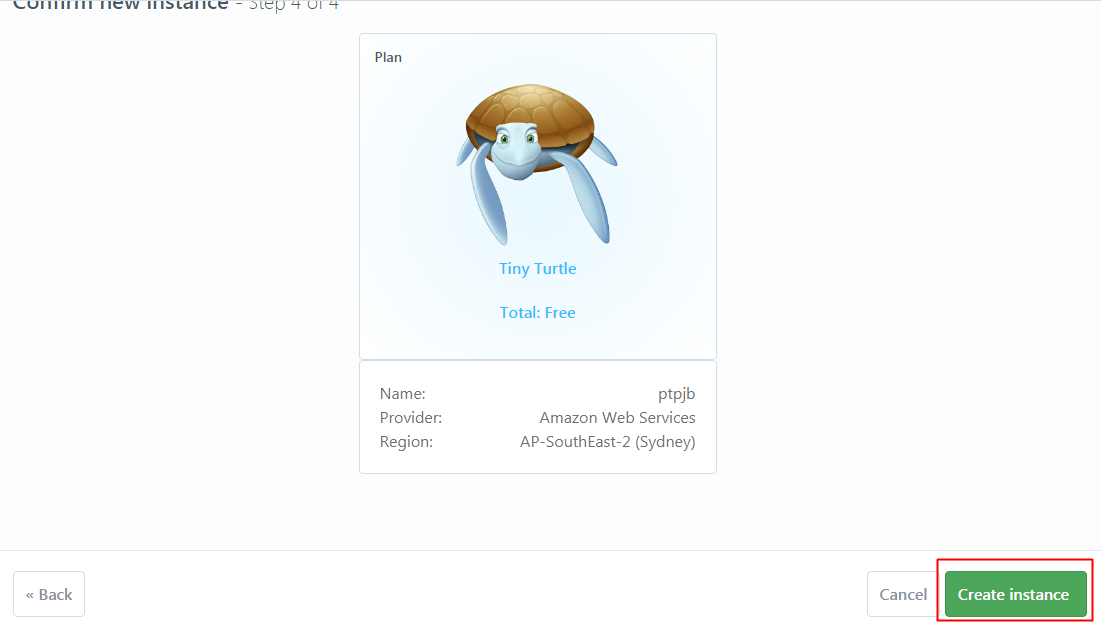 Confirm new instance - Step 4 of 4
Plan
Tiny Turtle
Total: Free
Name: ptpjb
Provider: Amazon Web Services
Region: AP-SouthEast-2 (Sydney)
« Back Cancel Create instance